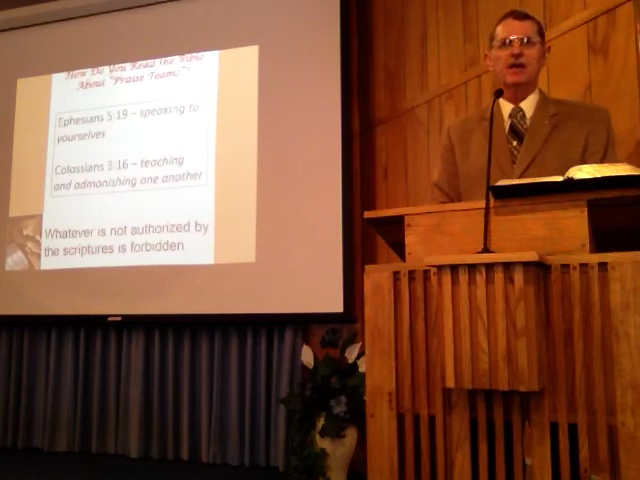 How Do You Read the Bible
About "Praise Team:";
Ephesians 5:19 – speaking to
yourselves
Colossians 3:16 – teaching
and admonishing one another
Whatever is not authorized by
the scriptures is forbidden